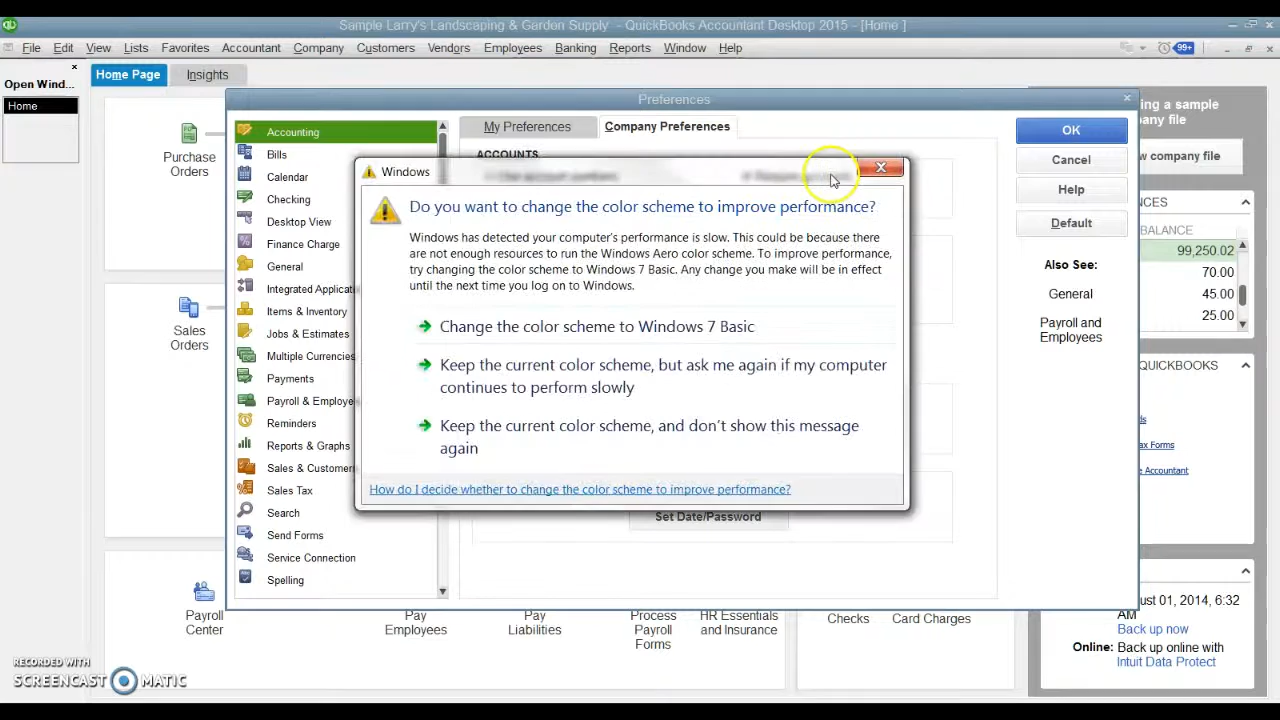 Sample Larry's Landscaping & Garden Supply - QuickBooks Accountant Desktop 2015 - [Home ]
File Edit View Lists Favorites Accountant Company Customers Vendors Employees Banking Reports Window Help
99+
Open Wind...
Home
Home Page
Insights
Purchase
Orders
Sales
Orders
Payroll
Center
Pay
Employees
Pay
Liabilities
Process
Payroll
Forms
HR Essentials
and Insurance
Checks
Card Charges
Preferences
Accounting
Bills
Calendar
Checking
Desktop View
Finance Charge
General
Integrated Applicat
Items & Inventory
Jobs & Estimates
Multiple Currencies
Payments
Payroll & Employe
Reminders
Reports & Graphs
Sales & Customer
Sales Tax
Search
Send Forms
Service Connection
Spelling
My Preferences
Company Preferences
ACCOUNTS
Set Date/Password
OK
Cancel
Help
Default
Also See:
General
Payroll and
Employees
Windows
Do you want to change the color scheme to improve performance?
Windows has detected your computer's performance is slow. This could be because there
are not enough resources to run the Windows Aero color scheme. To improve performance,
try changing the color scheme to Windows 7 Basic. Any change you make will be in effect
until the next time you log on to Windows.
Change the color scheme to Windows 7 Basic
Keep the current color scheme, but ask me again if my computer
continues to perform slowly
Keep the current color scheme, and don't show this message
again
How do I decide whether to change the color scheme to improve performance?
ing a sample
pany file
w company file
CES
BALANCE
99,250.02
70.00
45.00
25.00
QUICKBOOKS
ds
ax Forms
Accountant
ust 01, 2014, 6:32
AM
Back up now
Online: Back up online with
Intuit Data Protect
RECORDED WITH
SCREENCAST MATIC